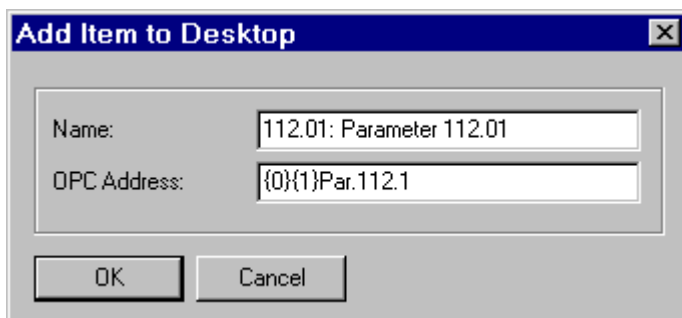 Add Item to Desktop
Name: 112.01: Parameter 112.01
OPC Address: {0}{1}Par.112.1
OK Cancel